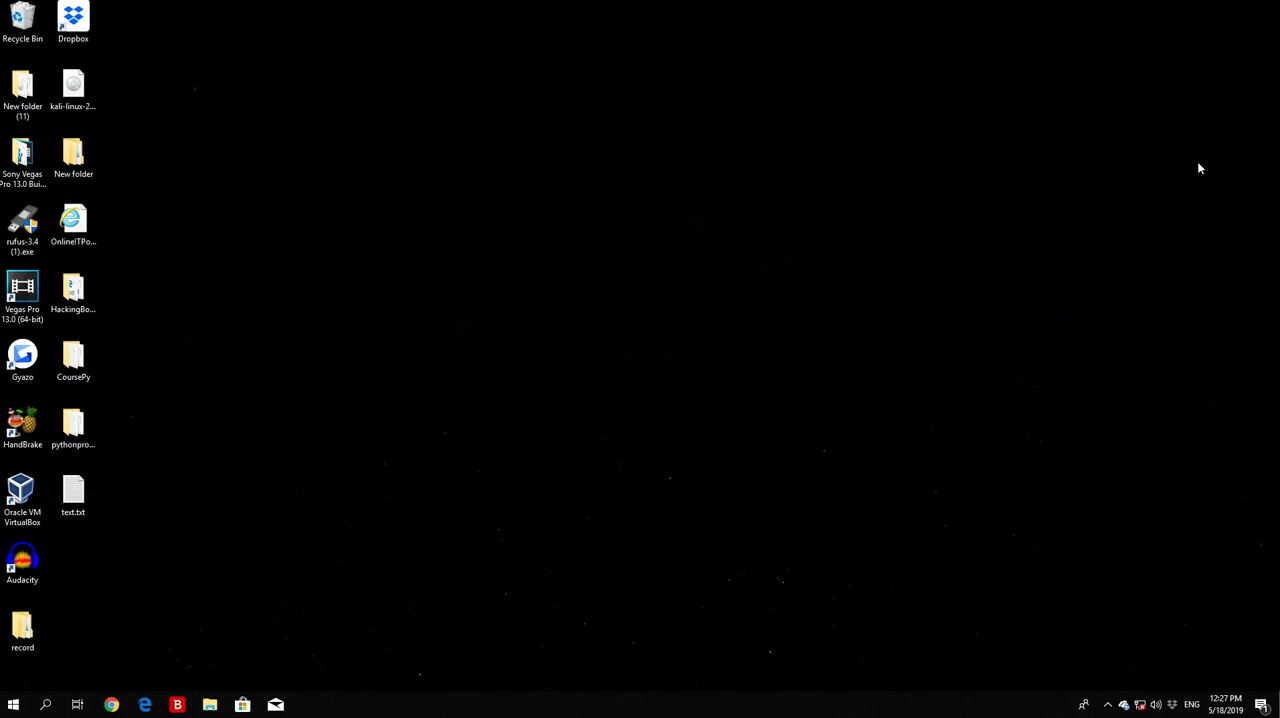 Recycle Bin
Dropbox
New folder
(11)
kali-linux-2...
Sony Vegas
Pro 13.0 Bui...
New folder
rufus-3.4
(1).exe
OnlineITPo...
Vegas Pro
13.0 (64-bit)
HackingBo...
Gyazo
CoursePy
HandBrake
pythonpro...
Oracle VM
VirtualBox
text.txt
Audacity
record
B
ENG
12:27 PM
5/18/2019
1